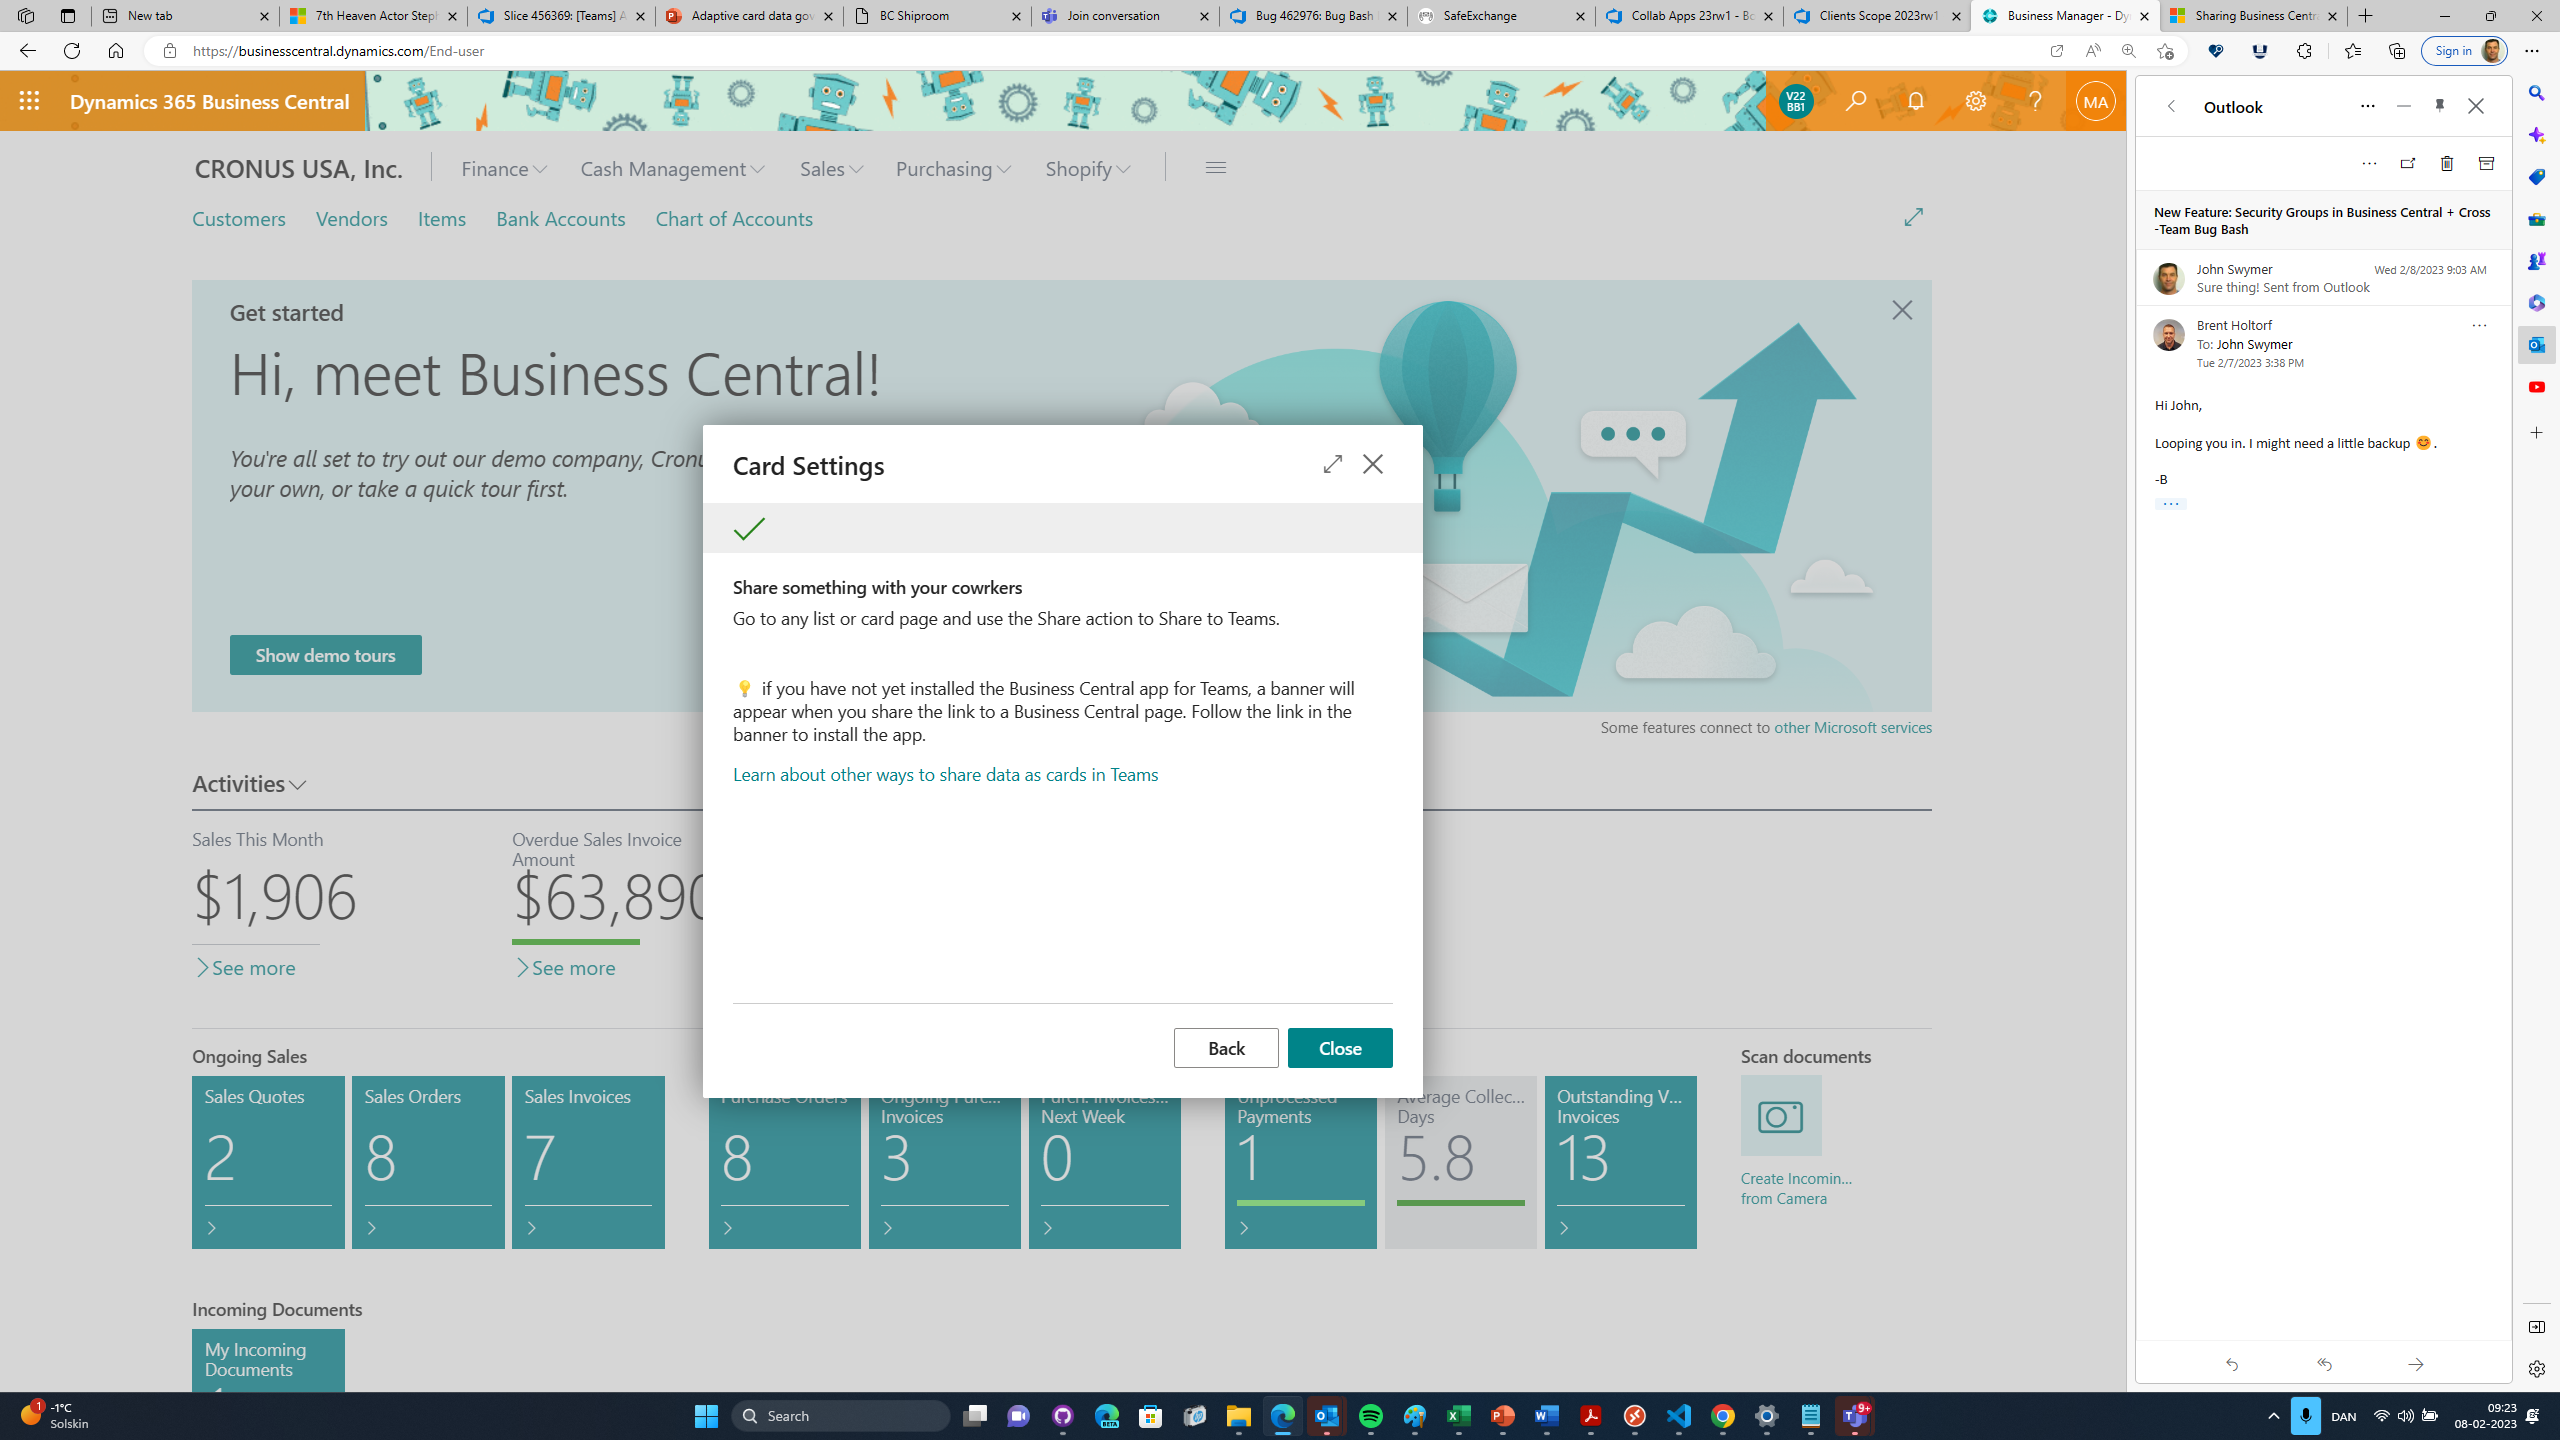 New tab
7th Heaven Actor Steph
Slice 456369: [Teams] A
Adaptive card data gov
BC Shiproom
Join conversation
Bug 462976: Bug Bash
SafeExchange
Collab Apps 23rw1 - Bo
Clients Scope 2023rw1
Business Manager - Dy
Sharing Business Centra
https://businesscentral.dynamics.com/End-user
Sign in
Dynamics 365 Business Central
V22
BB1
MA
Outlook
CRONUS USA, Inc.
Finance
Cash Management
Sales
Purchasing
Shopify
Customers
Vendors
Items
Bank Accounts
Chart of Accounts
Get started
Hi, meet Business Central!
You're all set to try out our demo company, Cronu
your own, or take a quick tour first.
Show demo tours
Some features connect to other Microsoft services
Card Settings
Share something with your cowrkers
Go to any list or card page and use the Share action to Share to Teams.
💡 if you have not yet installed the Business Central app for Teams, a banner will
appear when you share the link to a Business Central page. Follow the link in the
banner to install the app.
Learn about other ways to share data as cards in Teams
Back
Close
Activities
Sales This Month
$1,906
See more
Overdue Sales Invoice
Amount
$63,890
See more
Ongoing Sales
Sales Quotes
2
Sales Orders
8
Sales Invoices
7
Purchase Orders
8
Ongoing Purc...
Invoices
3
Purch. Invoices...
Next Week
0
Unprocessed
Payments
1
Average Collec...
Days
5.8
Outstanding V...
Invoices
13
Scan documents
Create Incomin...
from Camera
Incoming Documents
My Incoming
Documents
New Feature: Security Groups in Business Central + Cross
-Team Bug Bash
John Swymer
Wed 2/8/2023 9:03 AM
Sure thing! Sent from Outlook
Brent Holtorf
To: John Swymer
Tue 2/7/2023 3:38 PM
Hi John,
Looping you in. I might need a little backup 😊.
-B
1
-1°C
Solskin
Search
BETA
9+
DAN
09:23
08-02-2023